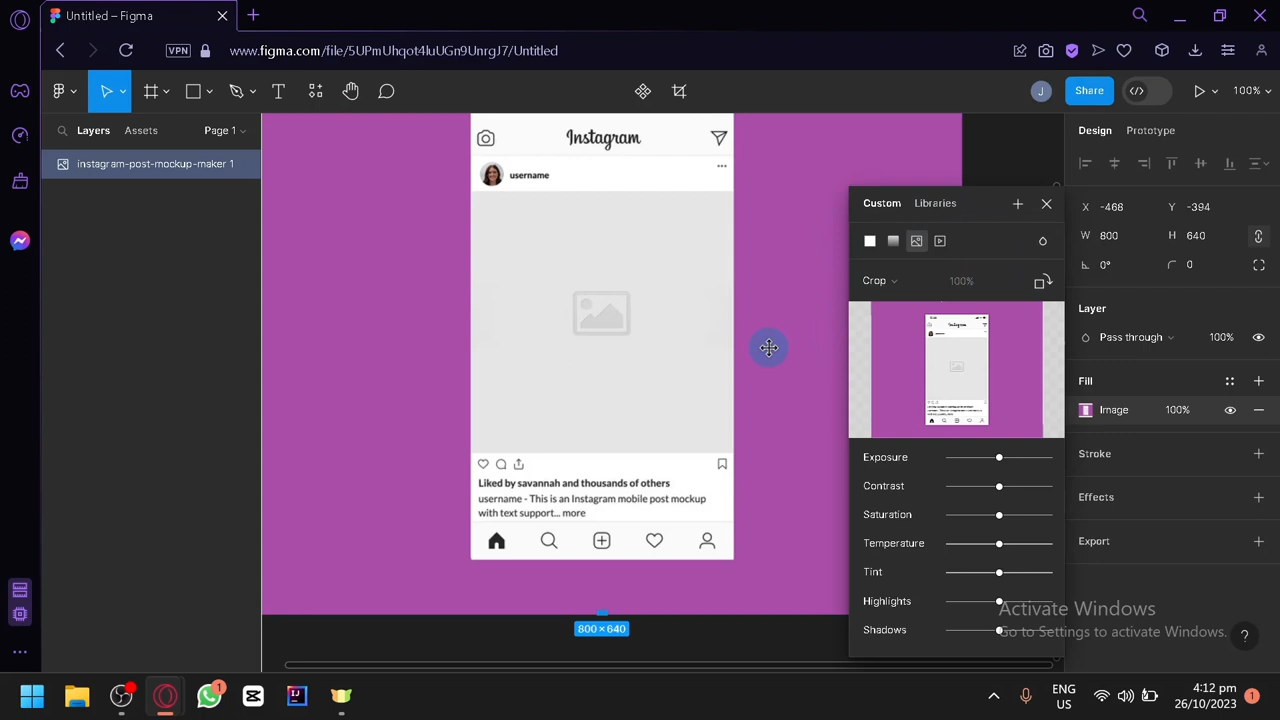 Untitled – Figma
VPN
www.figma.com/file/5UPmUhqot4luUGn9UnrgJ7/Untitled
J
Share
100%
Layers
Assets
Page 1
instagram-post-mockup-maker 1
Instagram
username
Liked by savannah and thousands of others
username - This is an Instagram mobile post mockup
with text support... more
800 × 640
Custom
Libraries
Crop
100%
Exposure
Contrast
Saturation
Temperature
Tint
Highlights
Shadows
Design
Prototype
X -468
Y -394
W 800
H 640
0°
0
Layer
Pass through
100%
Fill
100%
Stroke
Effects
Export
Activate Windows
Go to Settings to activate Windows.
?
1
ENG
US
4:12 pm
26/10/2023
1